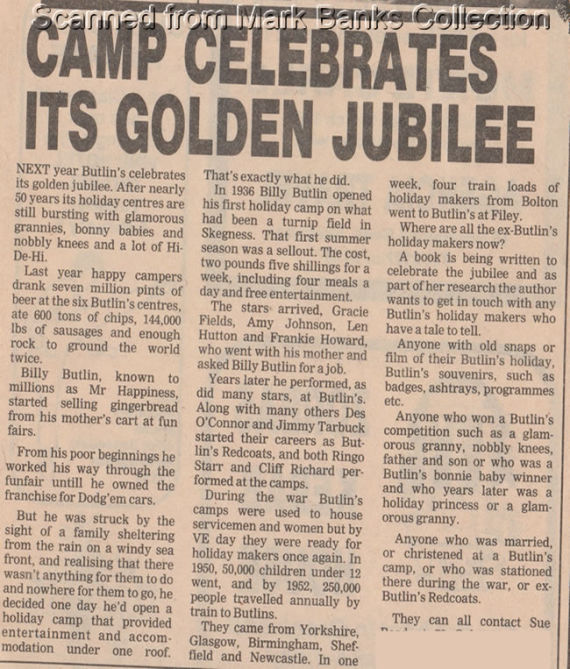 Scanned from Mark Banks Collection
CAMP CELEBRATES
ITS GOLDEN JUBILEE
NEXT year Butlin's celebrates
its golden jubilee. After nearly
50 years its holiday centres are
still bursting with glamorous
grannies, bonny babies and
nobbly knees and a lot of Hi-
De-Hi.
Last year happy campers
drank seven million pints of
beer at the six Butlin's centres,
ate 600 tons of chips, 144,000
lbs of sausages and enough
rock to ground the world
twice.
Billy Butlin, known to
millions as Mr Happiness,
started selling gingerbread
from his mother's cart at fun
fairs.
From his poor beginnings he
worked his way through the
funfair untill he owned the
franchise for Dodg'em cars.
But he was struck by the
sight of a family sheltering
from the rain on a windy sea
front, and realising that there
wasn't anything for them to do
and nowhere for them to go, he
decided one day he'd open a
holiday camp that provided
entertainment and accom-
modation under one roof.
That's exactly what he did.
In 1936 Billy Butlin opened
his first holiday camp on what
had been a turnip field in
Skegness. That first summer
season was a sellout. The cost,
two pounds five shillings for a
week, including four meals a
day and free entertainment.
The stars arrived, Gracie
Fields, Amy Johnson, Len
Hutton and Frankie Howard,
who went with his mother and
asked Billy Butlin for a job.
Years later he performed, as
did many stars, at Butlin's.
Along with many others Des
O'Connor and Jimmy Tarbuck
started their careers as But-
lin's Redcoats, and both Ringo
Starr and Cliff Richard per-
formed at the camps.
During the war Butlin's
camps were used to house
servicemen and women but by
VE day they were ready for
holiday makers once again. In
1950, 50,000 children under 12
went, and by 1952, 250,000
people travelled annually by
train to Butlins.
They came from Yorkshire,
Glasgow, Birmingham, Shef-
field and Newcastle. In one
week, four train loads of
holiday makers from Bolton
went to Butlin's at Filey.
Where are all the ex-Butlin's
holiday makers now?
A book is being written to
celebrate the jubilee and as
part of her research the author
wants to get in touch with any
Butlin's holiday makers who
have a tale to tell.
Anyone with old snaps or
film of their Butlin's holiday,
Butlin's souvenirs, such as
badges, ashtrays, programmes
etc.
Anyone who won a Butlin's
competition such as a glam-
orous granny, nobbly knees,
father and son or who was a
Butlin's bonnie baby winner
and who years later was a
holiday princess or a glam-
orous granny.
Anyone who was married,
or christened at a Butlin's
camp, or who was stationed
there during the war, or ex-
Butlin's Redcoats.
They can all contact Sue